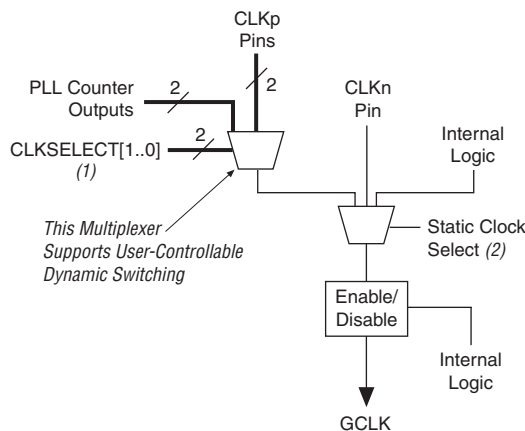 CLKp
Pins
2
PLL Counter
Outputs
2
CLKn
Pin
CLKSELECT[1..0]
(1)
2
Internal
Logic
This Multiplexer
Supports User-Controllable
Dynamic Switching
Static Clock
Select (2)
Enable/
Disable
Internal
Logic
GCLK